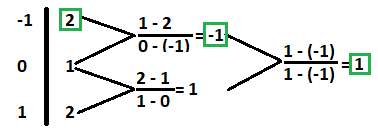 -1 2
1 - 2
0 - (-1) = -1
0 1
1 - (-1)
1 - (-1) = 1
2 - 1
1 - 0 = 1
1 2